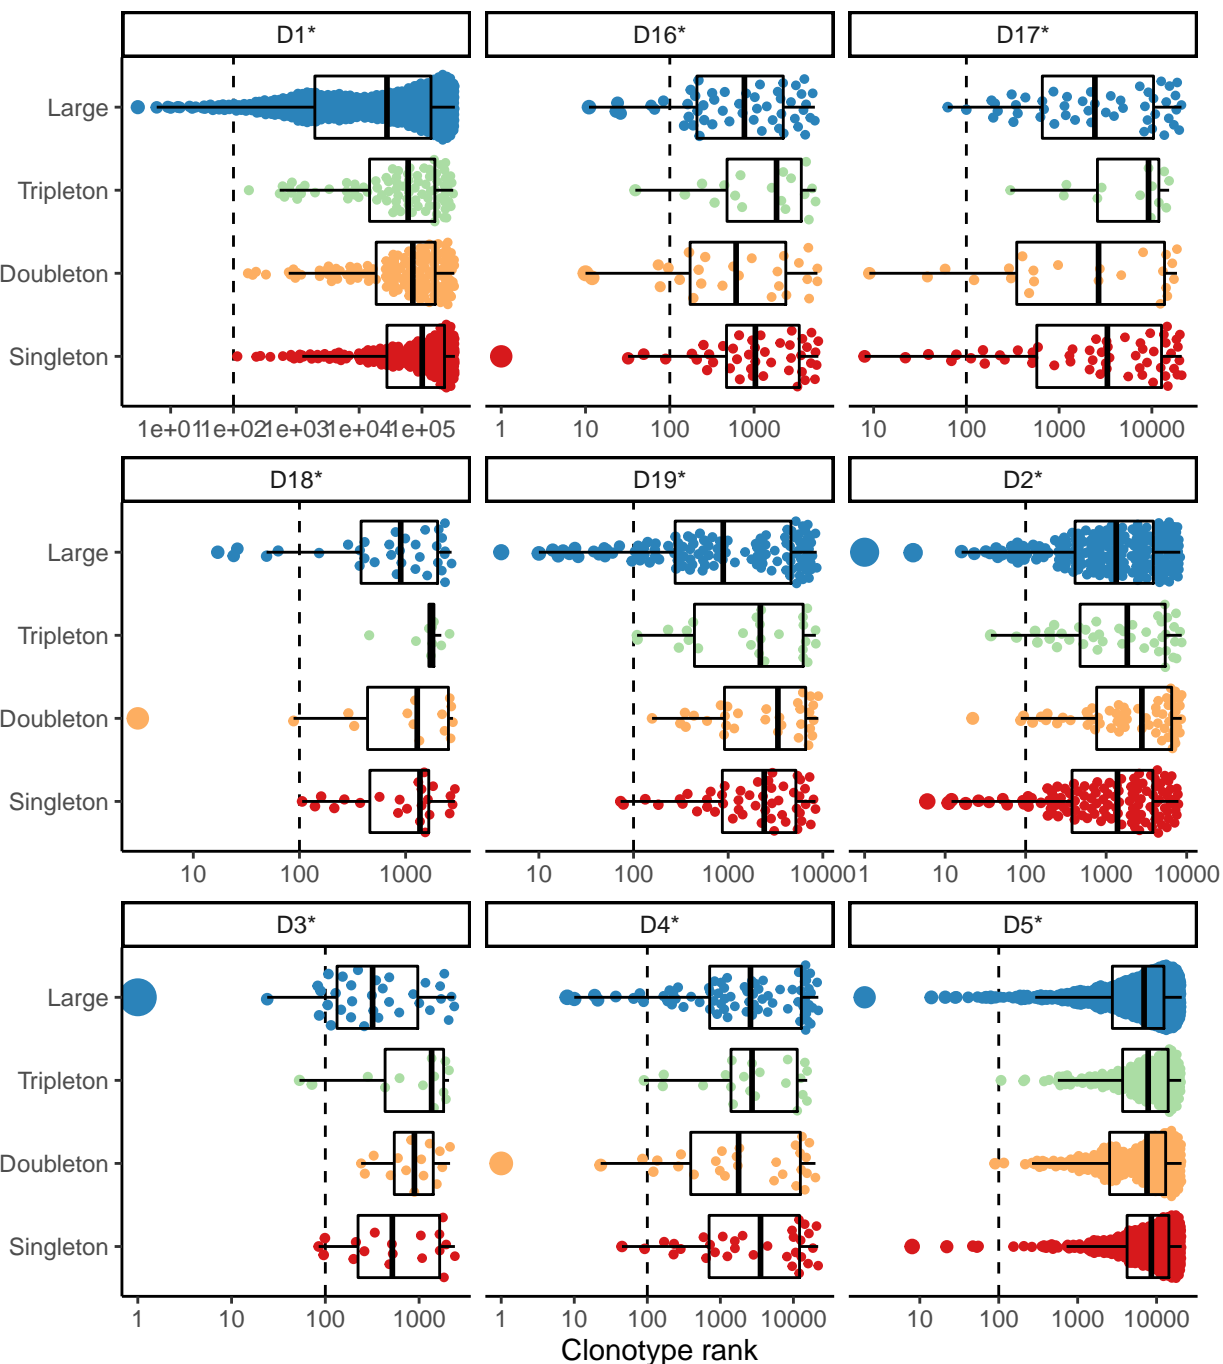 D1* D16* D17*
Large
Tripleton
Doubleton
Singleton
1e+01 1e+02 1e+03 1e+04 1e+05 1 10 100 1000 10 100 1000 10000
D18* D19* D2*
Large
Tripleton
Doubleton
Singleton
10 100 1000 10 100 1000 10000 1 10 100 1000 10000
D3* D4* D5*
Large
Tripleton
Doubleton
Singleton
1 10 100 1000 1 10 100 1000 10000 10 100 1000 10000
Clonotype rank